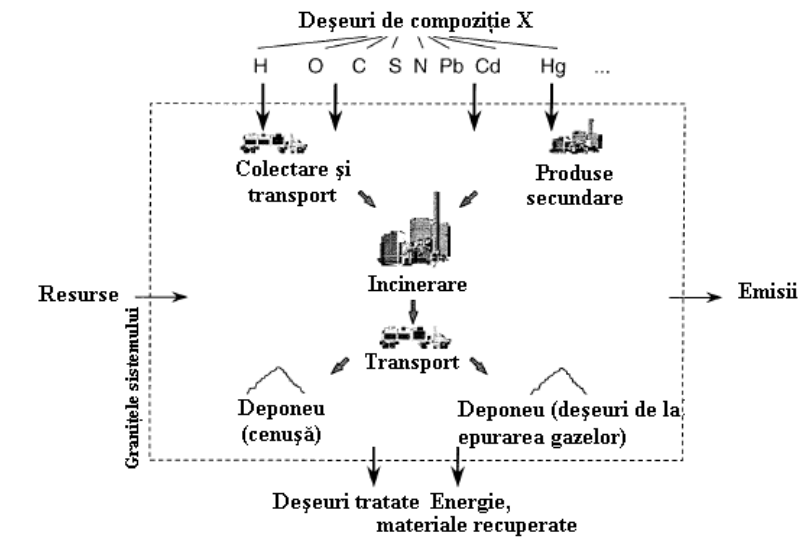 Deşeuri de compoziţie X
H O C S N Pb Cd Hg ...
Colectare şi
transport
Produse
secundare
Incinerare
Resurse
Emisii
Graniţele sistemului
Transport
Deponeu
(cenuşă)
Deponeu (deşeuri de la
epurarea gazelor)
Deşeuri tratate
Energie,
materiale recuperate